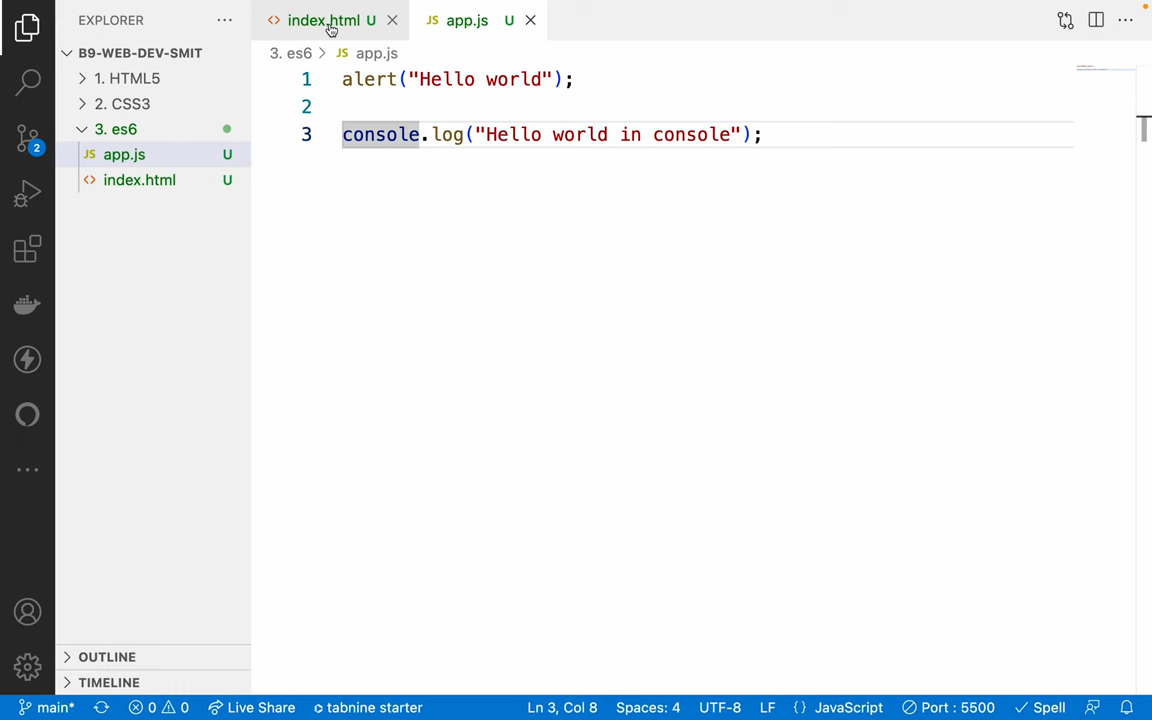 EXPLORER
B9-WEB-DEV-SMIT
1. HTML5
2. CSS3
3. es6
JS app.js U
<> index.html U
OUTLINE
TIMELINE
2
<> index.html U
JS app.js U
3. es6 > JS app.js
1 alert("Hello world");
2
3 console.log("Hello world in console");
main* 0 0 Live Share tabnine starter Ln 3, Col 8 Spaces: 4 UTF-8 LF {} JavaScript Port : 5500 Spell